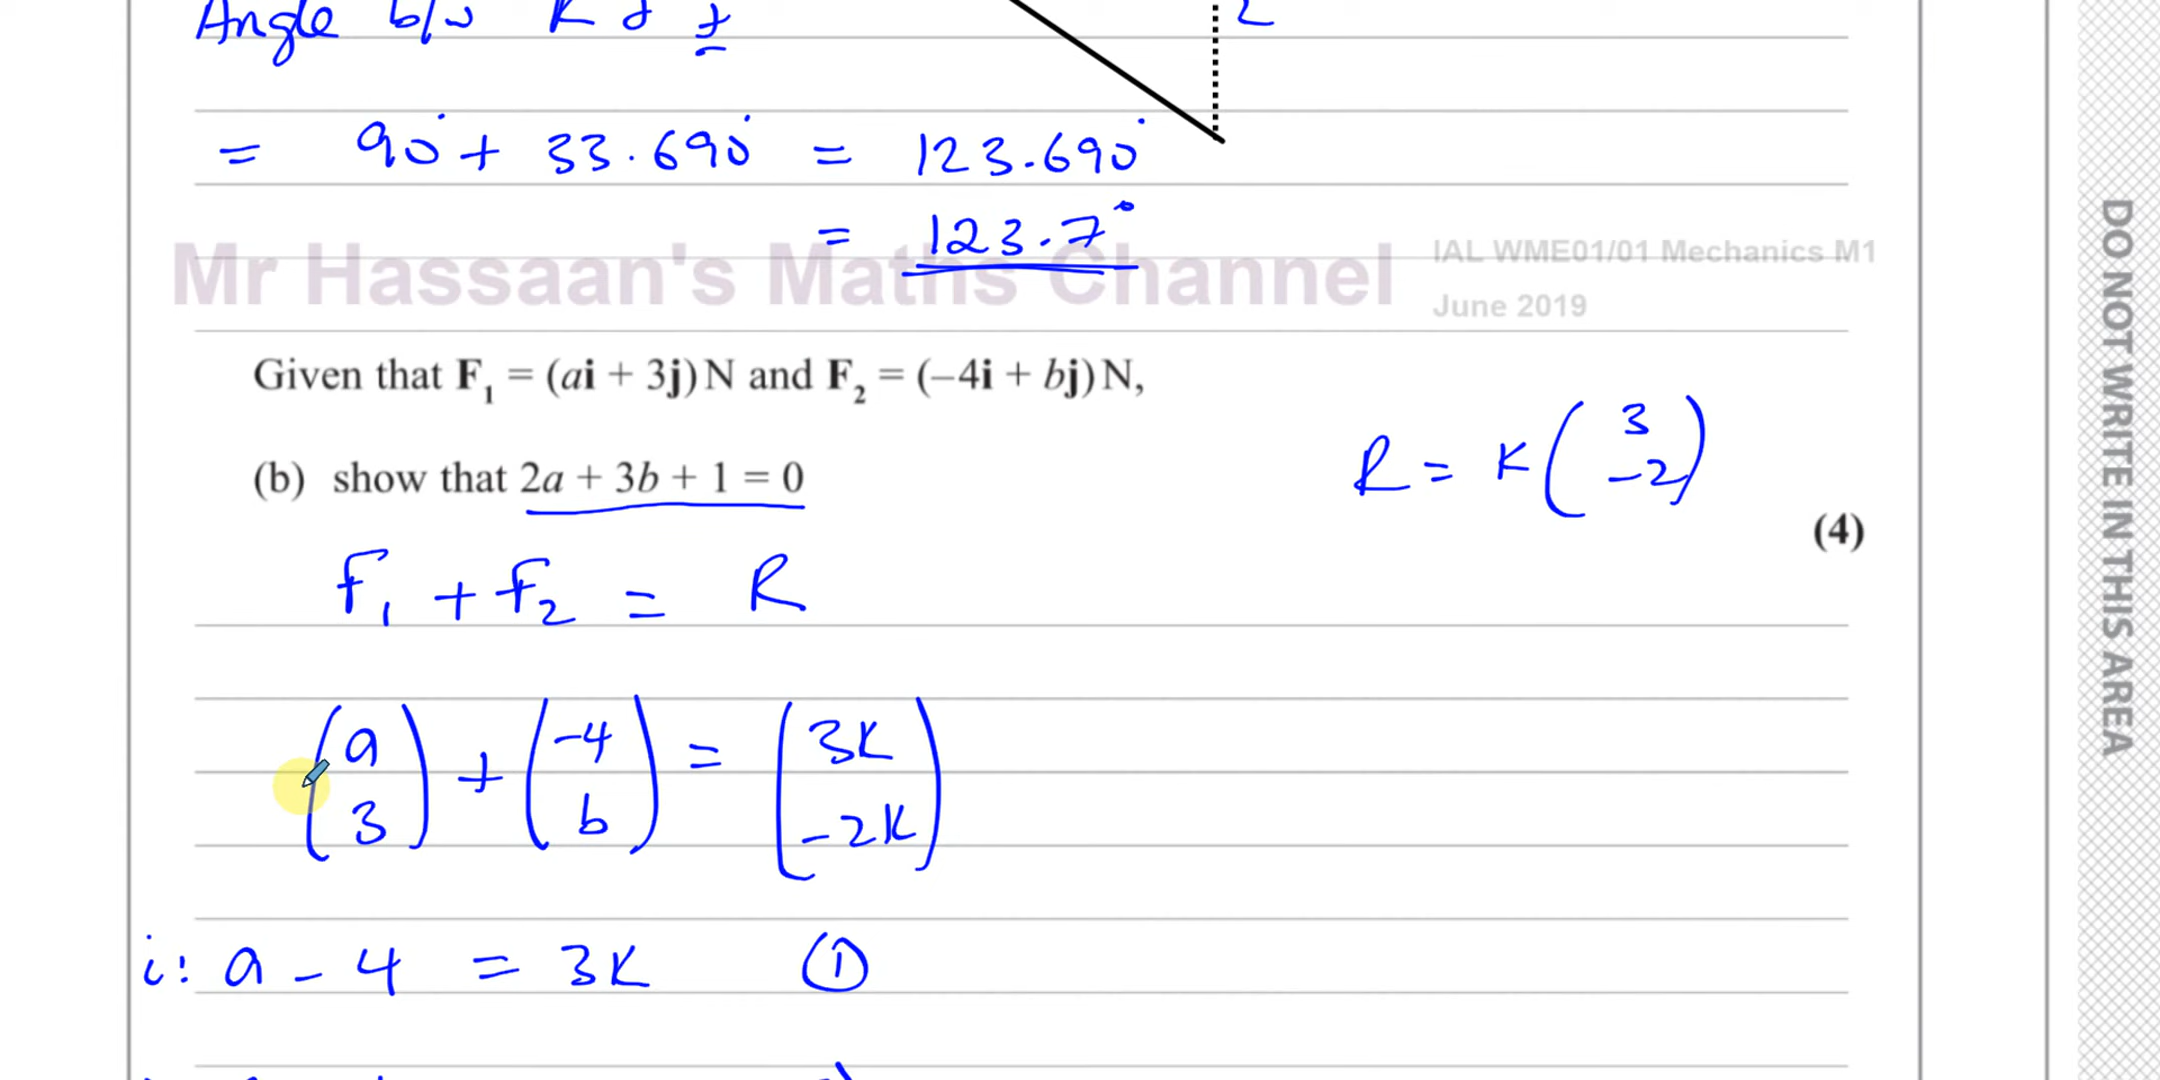 Angle b/w R & j
2
= 90° + 33.690° = 123.690°
= 123.7°
Mr Hassaan's Maths Channel
IAL WME01/01 Mechanics M1
June 2019
Given that F₁ = (ai + 3j) N and F₂ = (–4i + bj) N,
(b) show that 2a + 3b + 1 = 0
R = K ( 3 -2 )
(4)
F₁ + F₂ = R
( a 3 ) + ( -4 b ) = ( 3K -2K )
i: a - 4 = 3K ①
DO NOT WRITE IN THIS AREA